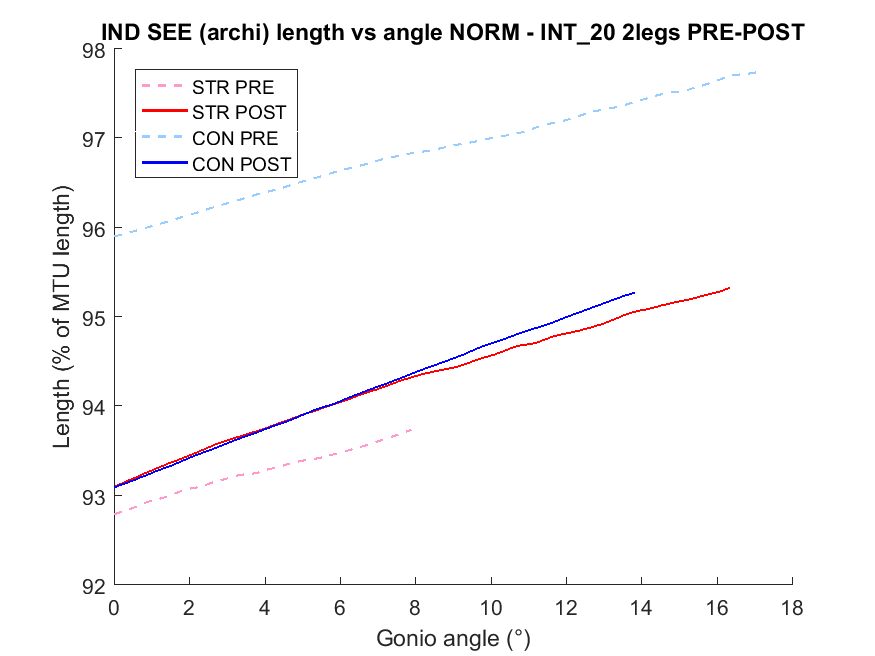 IND SEE (archi) length vs angle NORM - INT_20 2legs PRE-POST
98
97
96
95
94
93
92
Length (% of MTU length)
STR PRE
STR POST
CON PRE
CON POST
0 2 4 6 8 10 12 14 16 18
Gonio angle (°)